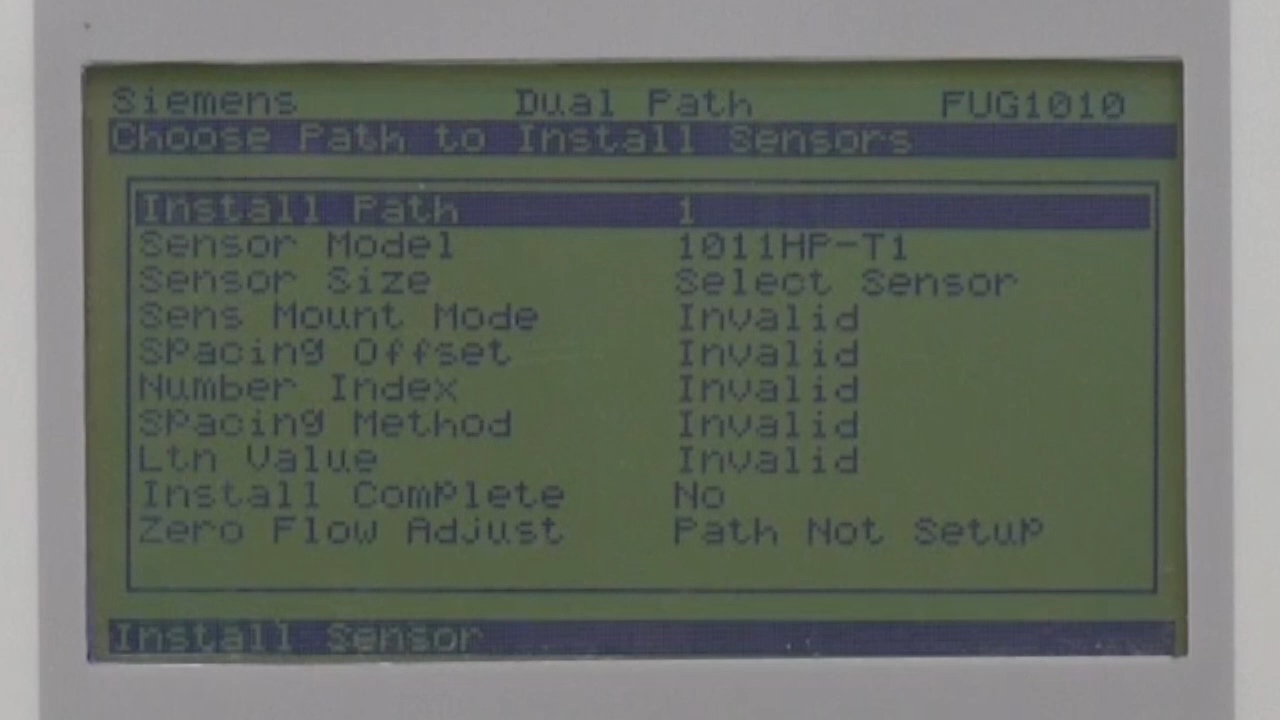 Siemens Dual Path FUG1010
Choose Path to Install Sensors
Install Path 1
Sensor Model 1011HP-T1
Sensor Size Select Sensor
Sens Mount Mode Invalid
Spacing Offset Invalid
Number Index Invalid
Spacing Method Invalid
Ltn Value Invalid
Install Complete No
Zero Flow Adjust Path Not Setup
Install Sensor